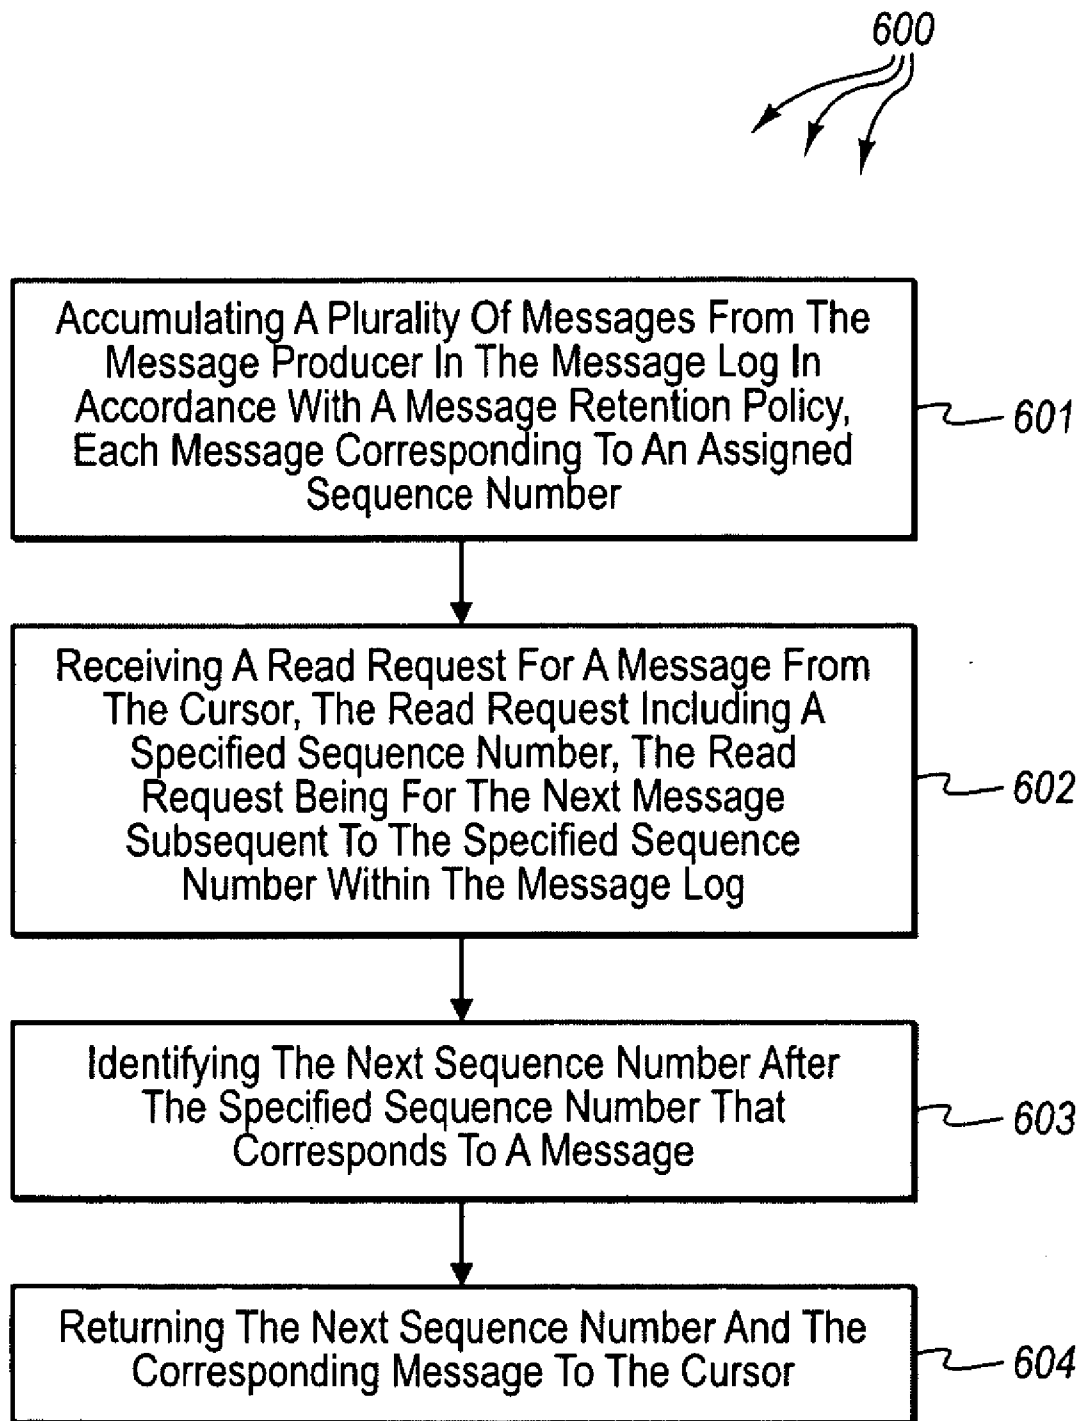 600
Accumulating A Plurality Of Messages From The
Message Producer In The Message Log In
Accordance With A Message Retention Policy,
Each Message Corresponding To An Assigned
Sequence Number
601
Receiving A Read Request For A Message From
The Cursor, The Read Request Including A
Specified Sequence Number, The Read
Request Being For The Next Message
Subsequent To The Specified Sequence
Number Within The Message Log
602
Identifying The Next Sequence Number After
The Specified Sequence Number That
Corresponds To A Message
603
Returning The Next Sequence Number And The
Corresponding Message To The Cursor
604